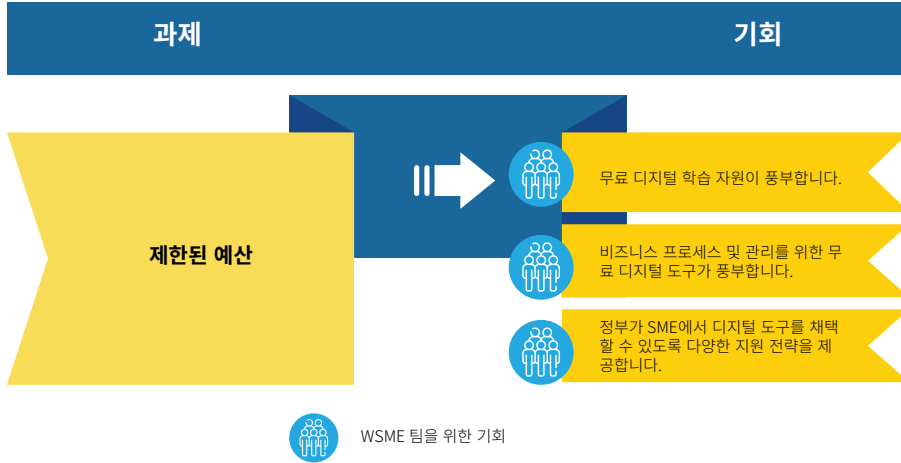 과제
기회
제한된 예산
무료 디지털 학습 자원이 풍부합니다.
비즈니스 프로세스 및 관리를 위한 무
료 디지털 도구가 풍부합니다.
정부가 SME에서 디지털 도구를 채택
할 수 있도록 다양한 지원 전략을 제
공합니다.
WSME 팀을 위한 기회